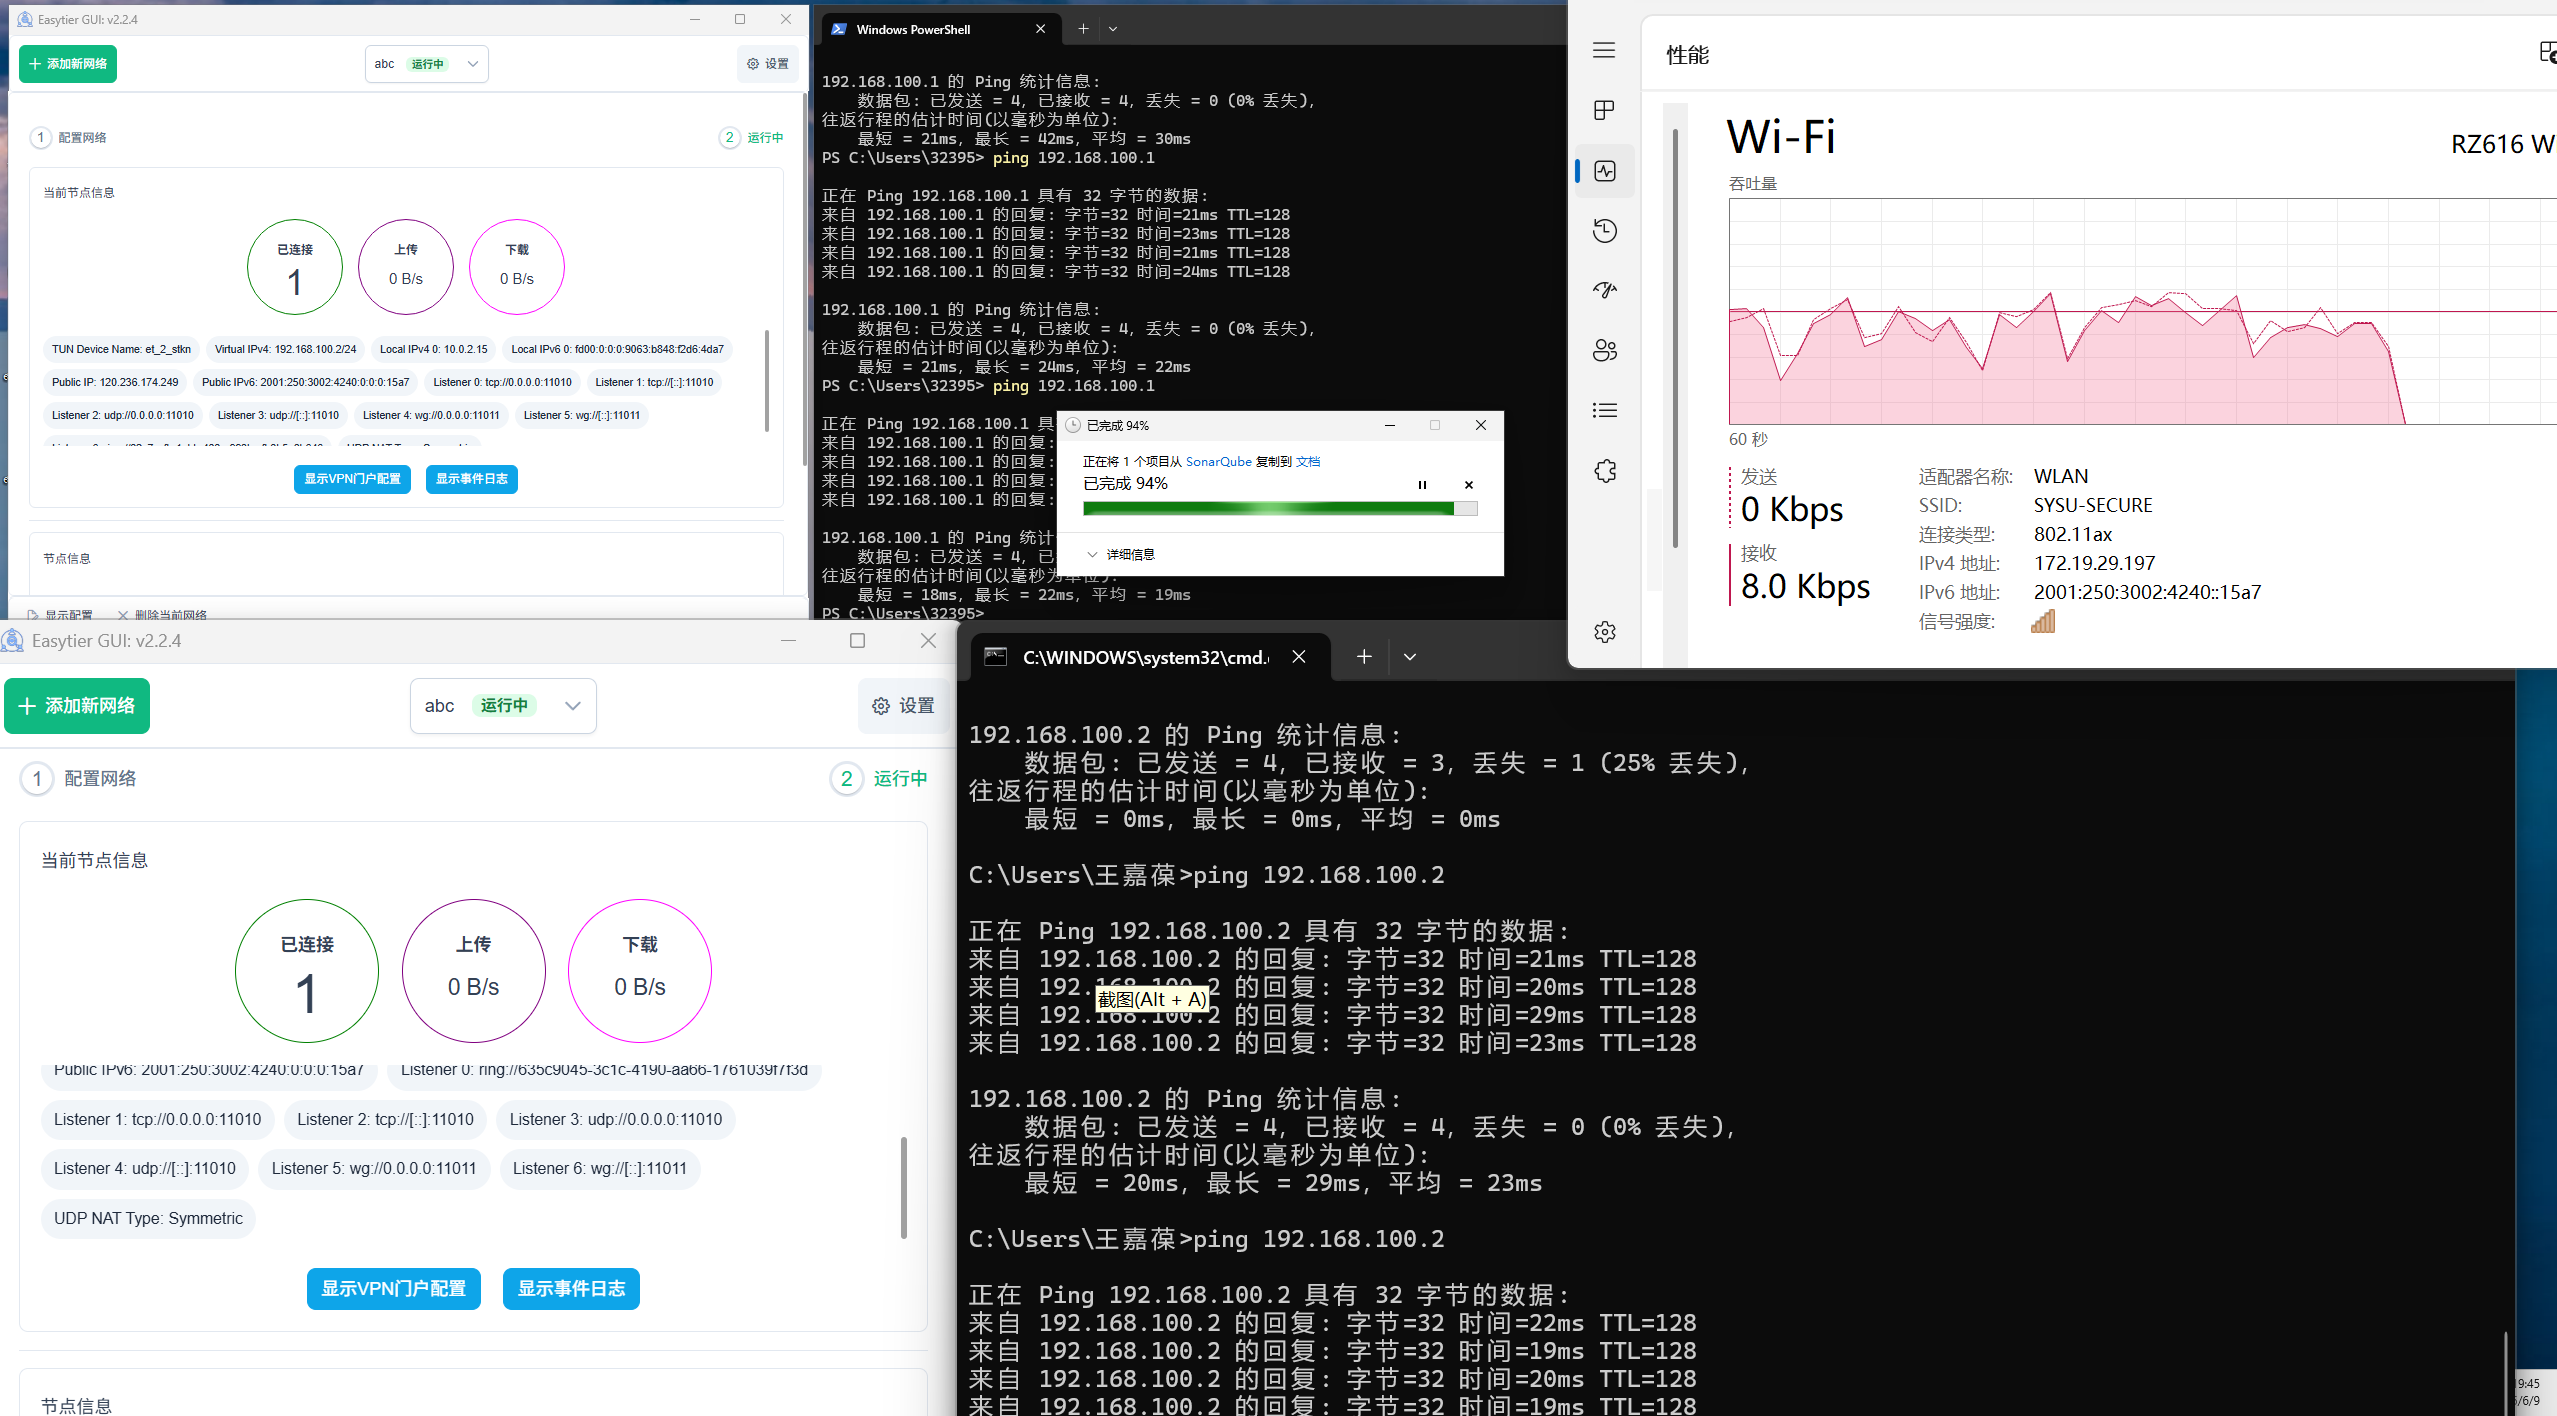 Easytier GUI: v2.2.4
添加新网络
abc 运行中
设置
1 配置网络
2 运行中
当前节点信息
已连接
1
上传
0 B/s
下载
0 B/s
TUN Device Name: et_2_stkn
Virtual IPv4: 192.168.100.2/24
Local IPv4 0: 10.0.2.15
Local IPv6 0: fd00:0:0:0:9063:b848:f2d6:4da7
Public IP: 120.236.174.249
Public IPv6: 2001:250:3002:4240:0:0:0:15a7
Listener 0: tcp://0.0.0.0:11010
Listener 1: tcp://[::]:11010
Listener 2: udp://0.0.0.0:11010
Listener 3: udp://[::]:11010
Listener 4: wg://0.0.0.0:11011
Listener 5: wg://[::]:11011
显示VPN门户配置
显示事件日志
节点信息
显示配置
删除当前网络
Windows PowerShell
192.168.100.1 的 Ping 统计信息:
数据包: 已发送 = 4, 已接收 = 4, 丢失 = 0 (0% 丢失),
往返行程的估计时间(以毫秒为单位):
最短 = 21ms, 最长 = 42ms, 平均 = 30ms
PS C:\Users\32395> ping 192.168.100.1
正在 Ping 192.168.100.1 具有 32 字节的数据:
来自 192.168.100.1 的回复: 字节=32 时间=21ms TTL=128
来自 192.168.100.1 的回复: 字节=32 时间=23ms TTL=128
来自 192.168.100.1 的回复: 字节=32 时间=21ms TTL=128
来自 192.168.100.1 的回复: 字节=32 时间=24ms TTL=128
192.168.100.1 的 Ping 统计信息:
数据包: 已发送 = 4, 已接收 = 4, 丢失 = 0 (0% 丢失),
往返行程的估计时间(以毫秒为单位):
最短 = 21ms, 最长 = 24ms, 平均 = 22ms
PS C:\Users\32395> ping 192.168.100.1
正在 Ping 192.168.100.1 具
来自 192.168.100.1 的回复:
来自 192.168.100.1 的回复:
来自 192.168.100.1 的回复:
来自 192.168.100.1 的回复:
192.168.100.1 的 Ping 统计
数据包: 已发送 = 4, 已
往返行程的估计时间(以毫秒为单位):
最短 = 18ms, 最长 = 22ms, 平均 = 19ms
PS C:\Users\32395>
已完成 94%
正在将 1 个项目从 SonarQube 复制到 文档
已完成 94%
详细信息
性能
Wi-Fi
RZ616 W
吞吐量
60 秒
发送
0 Kbps
接收
8.0 Kbps
适配器名称: WLAN
SSID: SYSU-SECURE
连接类型: 802.11ax
IPv4 地址: 172.19.29.197
IPv6 地址: 2001:250:3002:4240::15a7
信号强度:
Easytier GUI: v2.2.4
添加新网络
abc 运行中
设置
1 配置网络
2 运行中
当前节点信息
已连接
1
上传
0 B/s
下载
0 B/s
Public IPv6: 2001:250:3002:4240:0:0:0:15a7
Listener 0: ring://635c9045-3c1c-4190-aa66-1761039f7f3d
Listener 1: tcp://0.0.0.0:11010
Listener 2: tcp://[::]:11010
Listener 3: udp://0.0.0.0:11010
Listener 4: udp://[::]:11010
Listener 5: wg://0.0.0.0:11011
Listener 6: wg://[::]:11011
UDP NAT Type: Symmetric
显示VPN门户配置
显示事件日志
节点信息
C:\WINDOWS\system32\cmd.
192.168.100.2 的 Ping 统计信息:
数据包: 已发送 = 4, 已接收 = 3, 丢失 = 1 (25% 丢失),
往返行程的估计时间(以毫秒为单位):
最短 = 0ms, 最长 = 0ms, 平均 = 0ms
C:\Users\王嘉葆>ping 192.168.100.2
正在 Ping 192.168.100.2 具有 32 字节的数据:
来自 192.168.100.2 的回复: 字节=32 时间=21ms TTL=128
来自 192.168.100.2 的回复: 字节=32 时间=20ms TTL=128
截图(Alt + A)
来自 192.168.100.2 的回复: 字节=32 时间=29ms TTL=128
来自 192.168.100.2 的回复: 字节=32 时间=23ms TTL=128
192.168.100.2 的 Ping 统计信息:
数据包: 已发送 = 4, 已接收 = 4, 丢失 = 0 (0% 丢失),
往返行程的估计时间(以毫秒为单位):
最短 = 20ms, 最长 = 29ms, 平均 = 23ms
C:\Users\王嘉葆>ping 192.168.100.2
正在 Ping 192.168.100.2 具有 32 字节的数据:
来自 192.168.100.2 的回复: 字节=32 时间=22ms TTL=128
来自 192.168.100.2 的回复: 字节=32 时间=19ms TTL=128
来自 192.168.100.2 的回复: 字节=32 时间=20ms TTL=128
来自 192.168.100.2 的回复: 字节=32 时间=19ms TTL=128
9:45
/6/9